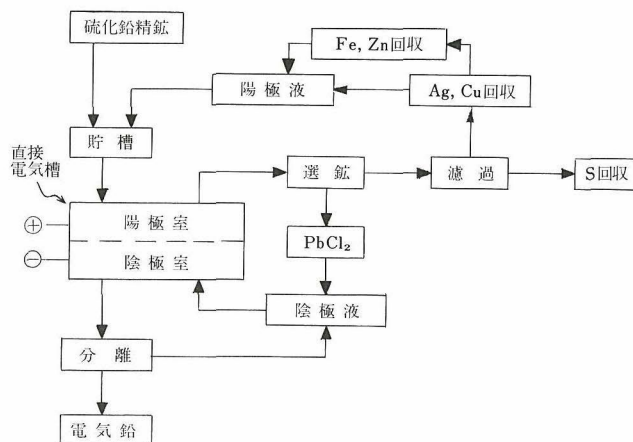 硫化鉛精鉱
Fe, Zn回収
陽極液
Ag, Cu回収
貯槽
直接
電気槽
選鉱
濾過
S回収
陽極室
⊕
陰極室
⊖
PbCl₂
陰極液
分離
電気鉛